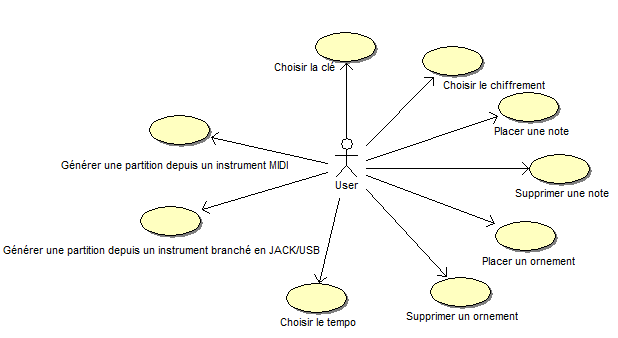 Choisir la clé
Choisir le chiffrement
Placer une note
Générer une partition depuis un instrument MIDI
User
Supprimer une note
Générer une partition depuis un instrument branché en JACK/USB
Placer un ornement
Choisir le tempo
Supprimer un ornement